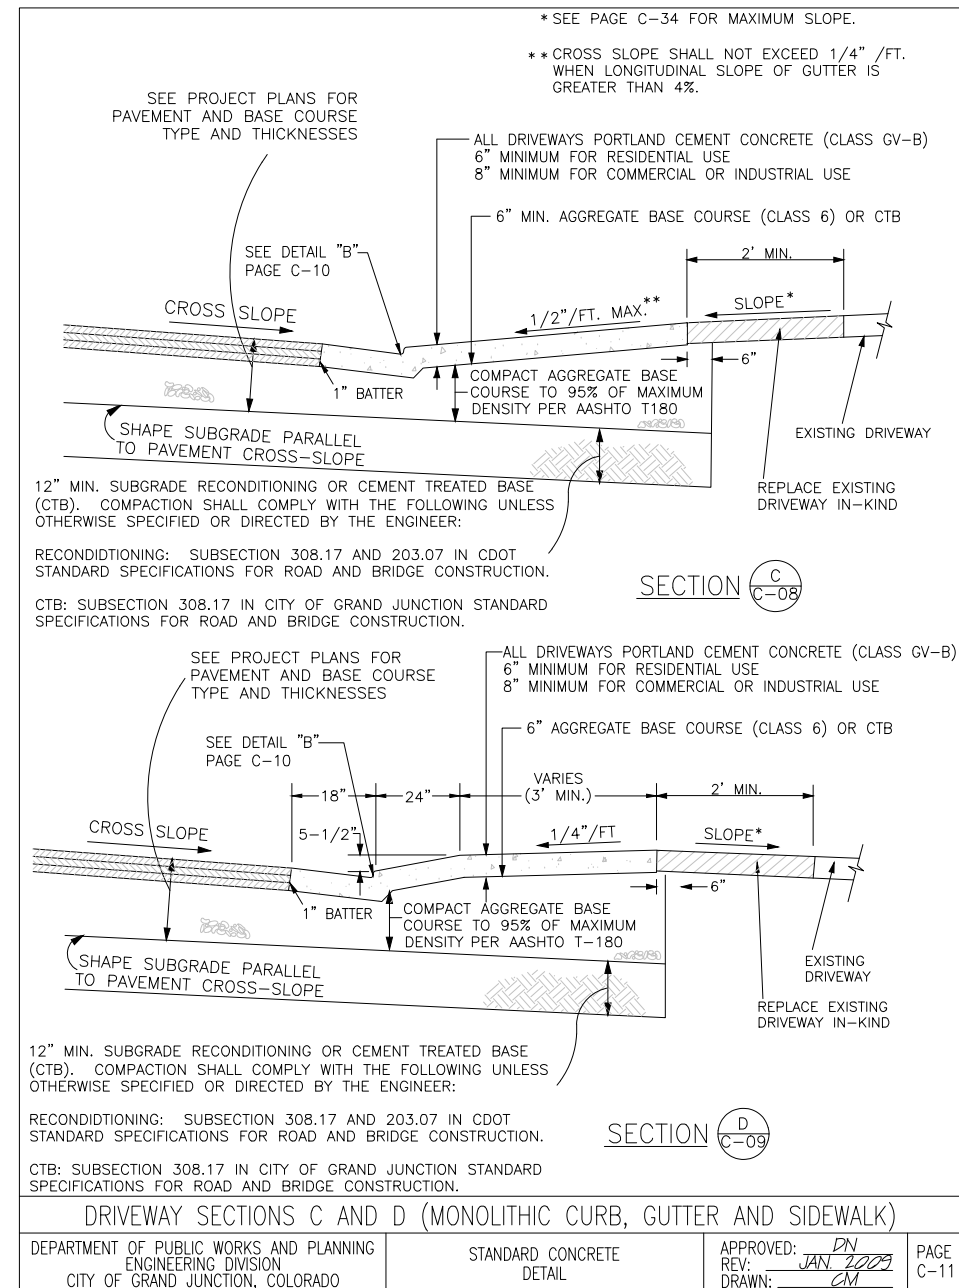 * SEE PAGE C-34 FOR MAXIMUM SLOPE.
** CROSS SLOPE SHALL NOT EXCEED 1/4" /FT.
WHEN LONGITUDINAL SLOPE OF GUTTER IS
GREATER THAN 4%.
SEE PROJECT PLANS FOR
PAVEMENT AND BASE COURSE
TYPE AND THICKNESSES
ALL DRIVEWAYS PORTLAND CEMENT CONCRETE (CLASS GV-B)
6" MINIMUM FOR RESIDENTIAL USE
8" MINIMUM FOR COMMERCIAL OR INDUSTRIAL USE
6" MIN. AGGREGATE BASE COURSE (CLASS 6) OR CTB
SEE DETAIL "B"
PAGE C-10
2' MIN.
CROSS SLOPE
1/2"/FT. MAX.**
SLOPE*
6"
1" BATTER
COMPACT AGGREGATE BASE
COURSE TO 95% OF MAXIMUM
DENSITY PER AASHTO T180
SHAPE SUBGRADE PARALLEL
TO PAVEMENT CROSS-SLOPE
EXISTING DRIVEWAY
REPLACE EXISTING
DRIVEWAY IN-KIND
12" MIN. SUBGRADE RECONDITIONING OR CEMENT TREATED BASE
(CTB). COMPACTION SHALL COMPLY WITH THE FOLLOWING UNLESS
OTHERWISE SPECIFIED OR DIRECTED BY THE ENGINEER:
RECONDIDTIONING: SUBSECTION 308.17 AND 203.07 IN CDOT
STANDARD SPECIFICATIONS FOR ROAD AND BRIDGE CONSTRUCTION.
CTB: SUBSECTION 308.17 IN CITY OF GRAND JUNCTION STANDARD
SPECIFICATIONS FOR ROAD AND BRIDGE CONSTRUCTION.
SECTION C
C-08
SEE PROJECT PLANS FOR
PAVEMENT AND BASE COURSE
TYPE AND THICKNESSES
ALL DRIVEWAYS PORTLAND CEMENT CONCRETE (CLASS GV-B)
6" MINIMUM FOR RESIDENTIAL USE
8" MINIMUM FOR COMMERCIAL OR INDUSTRIAL USE
6" AGGREGATE BASE COURSE (CLASS 6) OR CTB
SEE DETAIL "B"
PAGE C-10
18"
24"
VARIES
(3' MIN.)
2' MIN.
CROSS SLOPE
5-1/2"
1/4"/FT
SLOPE*
6"
1" BATTER
COMPACT AGGREGATE BASE
COURSE TO 95% OF MAXIMUM
DENSITY PER AASHTO T-180
SHAPE SUBGRADE PARALLEL
TO PAVEMENT CROSS-SLOPE
EXISTING
DRIVEWAY
REPLACE EXISTING
DRIVEWAY IN-KIND
12" MIN. SUBGRADE RECONDITIONING OR CEMENT TREATED BASE
(CTB). COMPACTION SHALL COMPLY WITH THE FOLLOWING UNLESS
OTHERWISE SPECIFIED OR DIRECTED BY THE ENGINEER:
RECONDIDTIONING: SUBSECTION 308.17 AND 203.07 IN CDOT
STANDARD SPECIFICATIONS FOR ROAD AND BRIDGE CONSTRUCTION.
SECTION D
C-09
CTB: SUBSECTION 308.17 IN CITY OF GRAND JUNCTION STANDARD
SPECIFICATIONS FOR ROAD AND BRIDGE CONSTRUCTION.
DRIVEWAY SECTIONS C AND D (MONOLITHIC CURB, GUTTER AND SIDEWALK)
DEPARTMENT OF PUBLIC WORKS AND PLANNING
ENGINEERING DIVISION
CITY OF GRAND JUNCTION, COLORADO
STANDARD CONCRETE
DETAIL
APPROVED: DN
REV: JAN. 2009
DRAWN: CM
PAGE
C-11